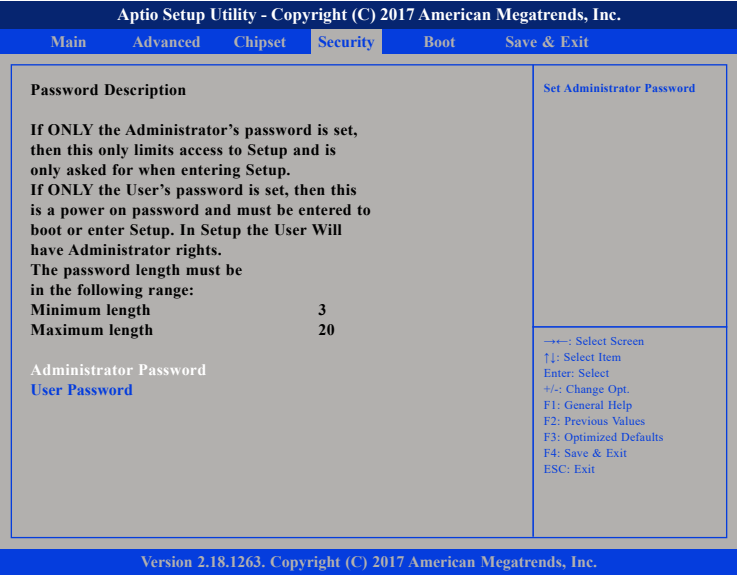 Aptio Setup Utility - Copyright (C) 2017 American Megatrends, Inc.
Main Advanced Chipset Security Boot Save & Exit
Password Description
If ONLY the Administrator's password is set,
then this only limits access to Setup and is
only asked for when entering Setup.
If ONLY the User's password is set, then this
is a power on password and must be entered to
boot or enter Setup. In Setup the User Will
have Administrator rights.
The password length must be
in the following range:
Minimum length 3
Maximum length 20
Administrator Password
User Password
Set Administrator Password
→←: Select Screen
↑↓: Select Item
Enter: Select
+/-: Change Opt.
F1: General Help
F2: Previous Values
F3: Optimized Defaults
F4: Save & Exit
ESC: Exit
Version 2.18.1263. Copyright (C) 2017 American Megatrends, Inc.